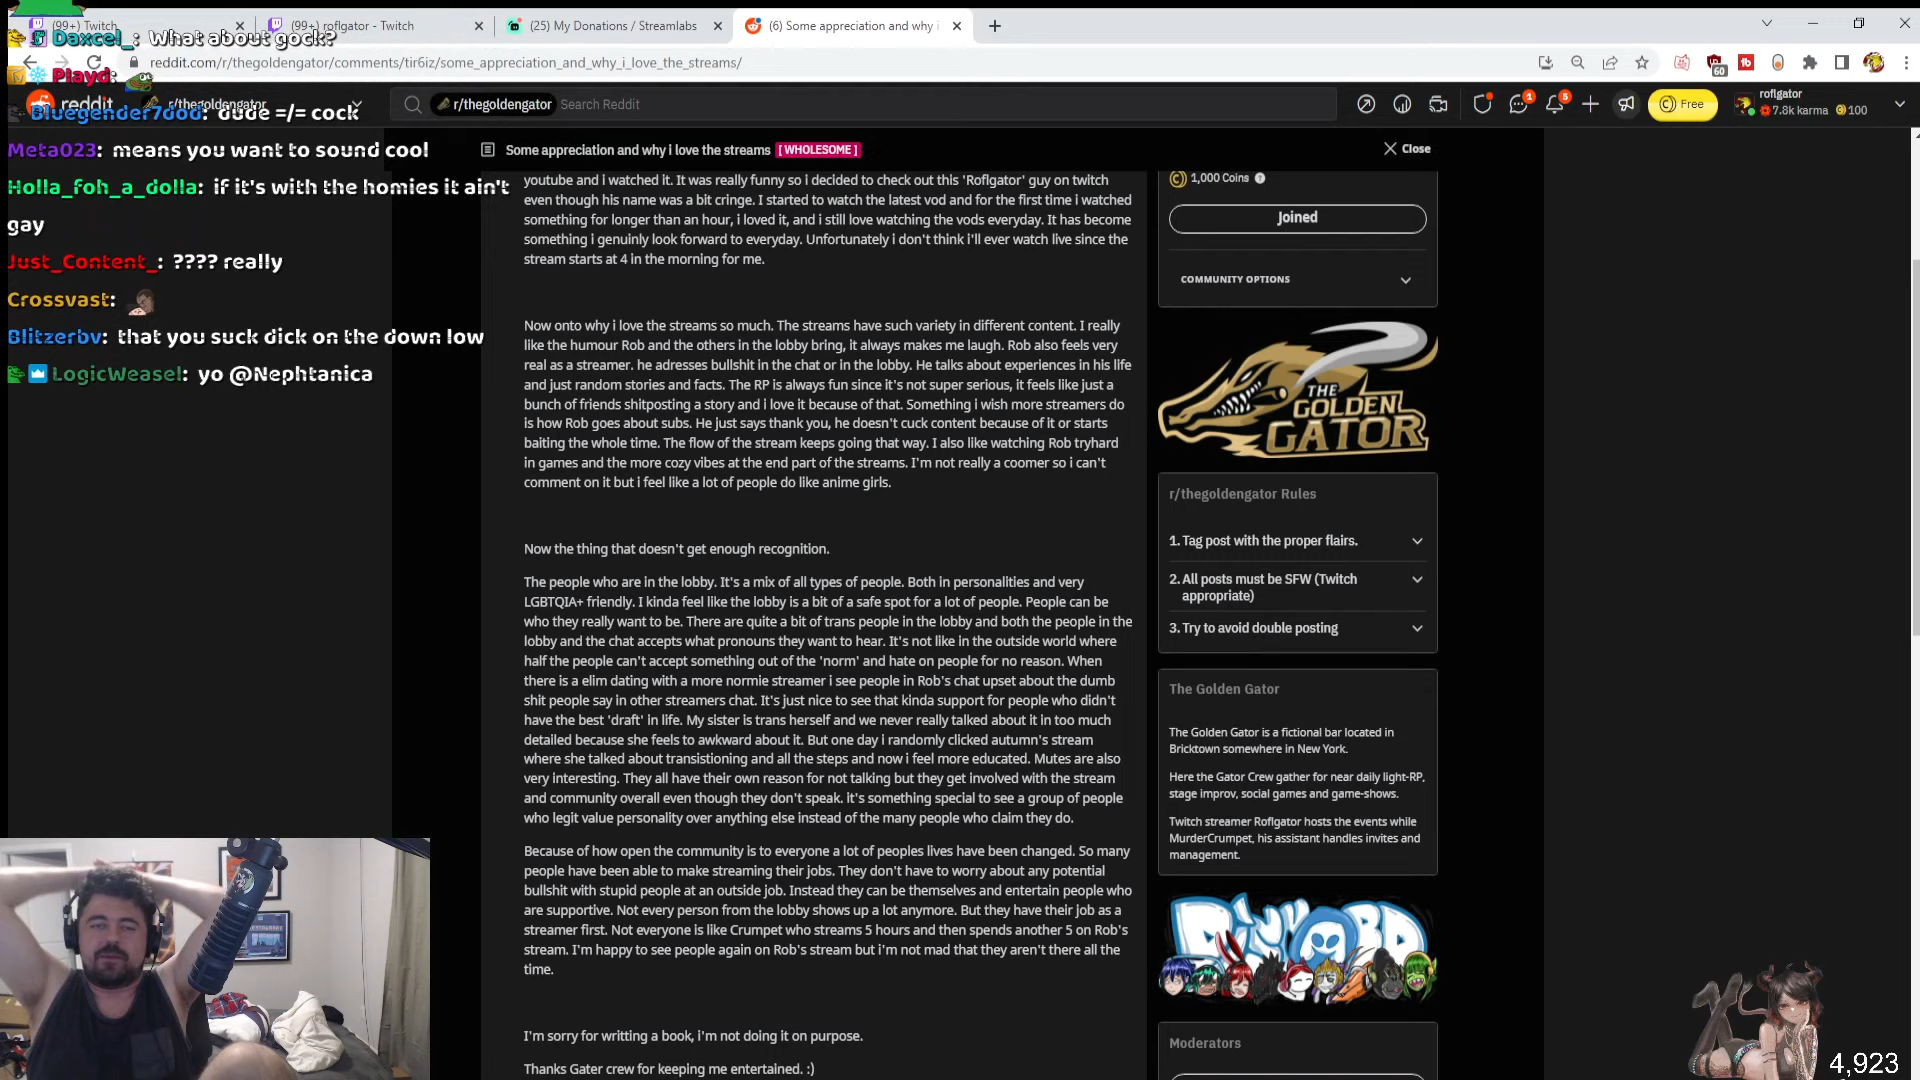 (99+) Twitch
(99+) roflgator - Twitch
(25) My Donations / Streamlabs
(6) Some appreciation and why i
Daxcel_: What about gock?
reddit.com/r/thegoldengator/comments/tir6iz/some_appreciation_and_why_i_love_the_streams/
60
Playd:
reddit
r/thegoldengator
r/thegoldengator Search Reddit
1
5
Free
roflgator
7.8k karma 100
Bluegender7dod: dude =/= cock
Meta023: means you want to sound cool
Holla_foh_a_dolla: if it's with the homies it ain't
gay
Just_Content_: ???? really
Crossvast:
Blitzerbv: that you suck dick on the down low
LogicWeasel: yo @Nephtanica
Some appreciation and why i love the streams [WHOLESOME]
Close
youtube and i watched it. It was really funny so i decided to check out this 'Roflgator' guy on twitch
even though his name was a bit cringe. I started to watch the latest vod and for the first time i watched
something for longer than an hour, i loved it, and i still love watching the vods everyday. It has become
something i genuinly look forward to everyday. Unfortunately i don't think i'll ever watch live since the
stream starts at 4 in the morning for me.
Now onto why i love the streams so much. The streams have such variety in different content. I really
like the humour Rob and the others in the lobby bring, it always makes me laugh. Rob also feels very
real as a streamer. he adresses bullshit in the chat or in the lobby. He talks about experiences in his life
and just random stories and facts. The RP is always fun since it's not super serious, it feels like just a
bunch of friends shitposting a story and i love it because of that. Something i wish more streamers do
is how Rob goes about subs. He just says thank you, he doesn't cuck content because of it or starts
baiting the whole time. The flow of the stream keeps going that way. I also like watching Rob tryhard
in games and the more cozy vibes at the end part of the streams. I'm not really a coomer so i can't
comment on it but i feel like a lot of people do like anime girls.
Now the thing that doesn't get enough recognition.
The people who are in the lobby. It's a mix of all types of people. Both in personalities and very
LGBTQIA+ friendly. I kinda feel like the lobby is a bit of a safe spot for a lot of people. People can be
who they really want to be. There are quite a bit of trans people in the lobby and both the people in the
lobby and the chat accepts what pronouns they want to hear. It's not like in the outside world where
half the people can't accept something out of the 'norm' and hate on people for no reason. When
there is a elim dating with a more normie streamer i see people in Rob's chat upset about the dumb
shit people say in other streamers chat. It's just nice to see that kinda support for people who didn't
have the best 'draft' in life. My sister is trans herself and we never really talked about it in too much
detailed because she feels to awkward about it. But one day i randomly clicked autumn's stream
where she talked about transistioning and all the steps and now i feel more educated. Mutes are also
very interesting. They all have their own reason for not talking but they get involved with the stream
and community overall even though they don't speak. it's something special to see a group of people
who legit value personality over anything else instead of the many people who claim they do.
Because of how open the community is to everyone a lot of peoples lives have been changed. So many
people have been able to make streaming their jobs. They don't have to worry about any potential
bullshit with stupid people at an outside job. Instead they can be themselves and entertain people who
are supportive. Not every person from the lobby shows up a lot anymore. But they have their job as a
streamer first. Not everyone is like Crumpet who streams 5 hours and then spends another 5 on Rob's
stream. I'm happy to see people again on Rob's stream but i'm not mad that they aren't there all the
time.
I'm sorry for writting a book, i'm not doing it on purpose.
Thanks Gater crew for keeping me entertained. :)
1,000 Coins
Joined
COMMUNITY OPTIONS
THE
GOLDEN
GATOR
r/thegoldengator Rules
1. Tag post with the proper flairs.
2. All posts must be SFW (Twitch
appropriate)
3. Try to avoid double posting
The Golden Gator
The Golden Gator is a fictional bar located in
Bricktown somewhere in New York.
Here the Gator Crew gather for near daily light-RP,
stage improv, social games and game-shows.
Twitch streamer Roflgator hosts the events while
MurderCrumpet, his assistant handles invites and
management.
DISCORD
Moderators
4,923